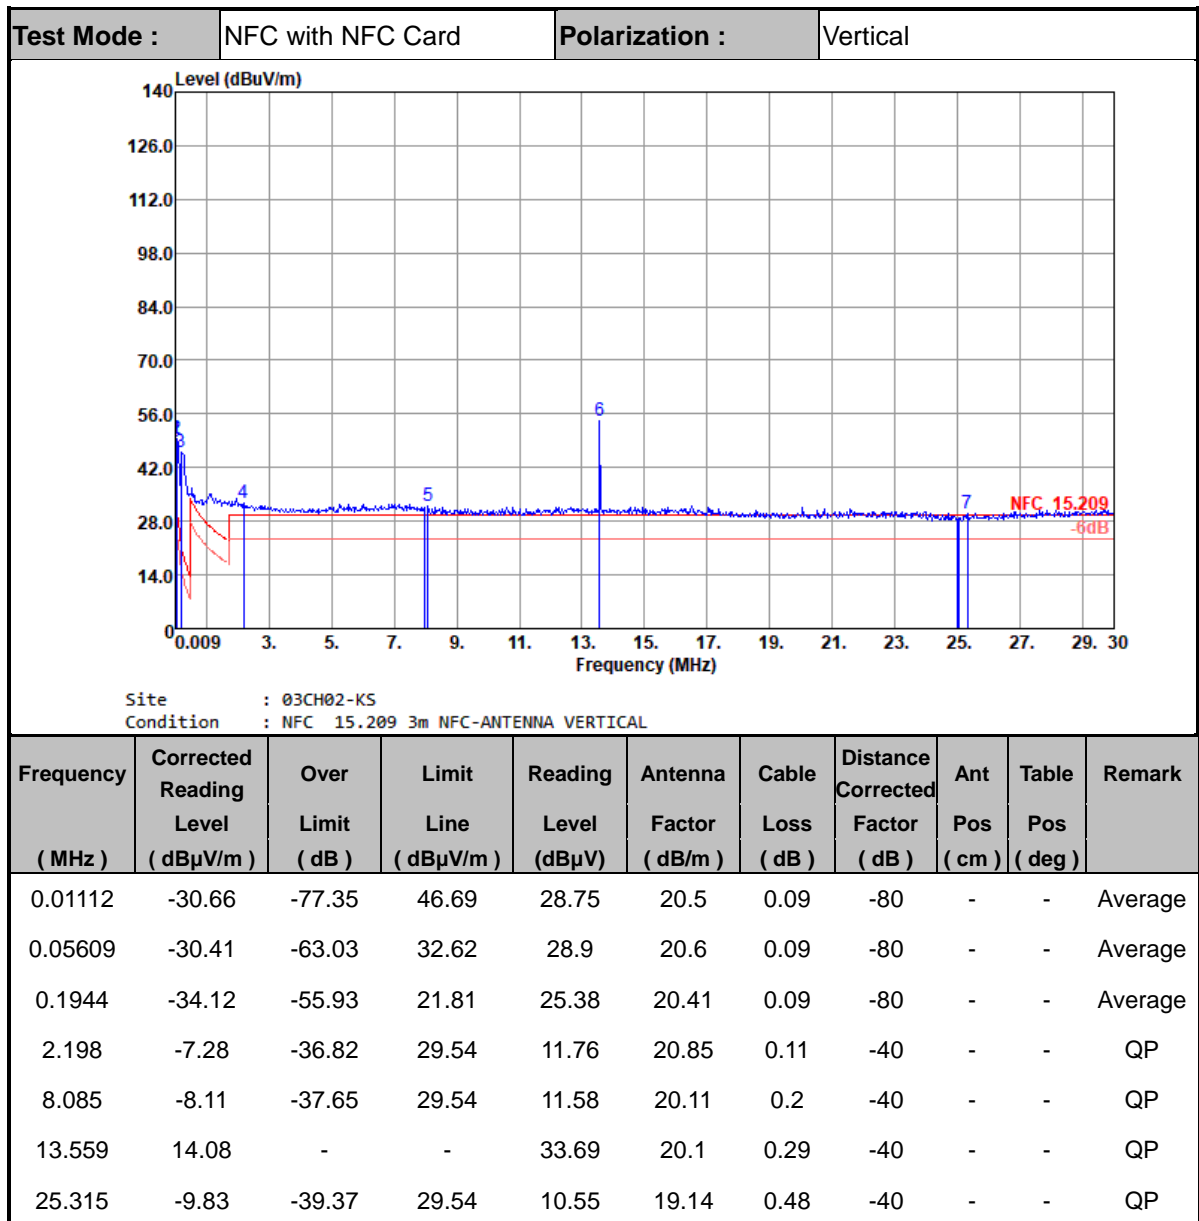 Test Mode : NFC with NFC Card Polarization : Vertical
Level (dBuV/m)
140
126.0
112.0
98.0
84.0
70.0
56.0
42.0
28.0
14.0
0
3
4
5
6
7
NFC 15.209
-6dB
0.009 3. 5. 7. 9. 11. 13. 15. 17. 19. 21. 23. 25. 27. 29. 30
Frequency (MHz)
Site : 03CH02-KS
Condition : NFC 15.209 3m NFC-ANTENNA VERTICAL
Frequency Corrected Reading Over Limit Reading Antenna Cable Distance Corrected Ant Table Remark
Level Limit Line Level Factor Loss Factor Pos Pos
( MHz ) ( dBµV/m ) ( dB ) ( dBµV/m ) (dBµV) ( dB/m ) ( dB ) ( dB ) ( cm ) ( deg )
0.01112 -30.66 -77.35 46.69 28.75 20.5 0.09 -80 - - Average
0.05609 -30.41 -63.03 32.62 28.9 20.6 0.09 -80 - - Average
0.1944 -34.12 -55.93 21.81 25.38 20.41 0.09 -80 - - Average
2.198 -7.28 -36.82 29.54 11.76 20.85 0.11 -40 - - QP
8.085 -8.11 -37.65 29.54 11.58 20.11 0.2 -40 - - QP
13.559 14.08 - - 33.69 20.1 0.29 -40 - - QP
25.315 -9.83 -39.37 29.54 10.55 19.14 0.48 -40 - - QP